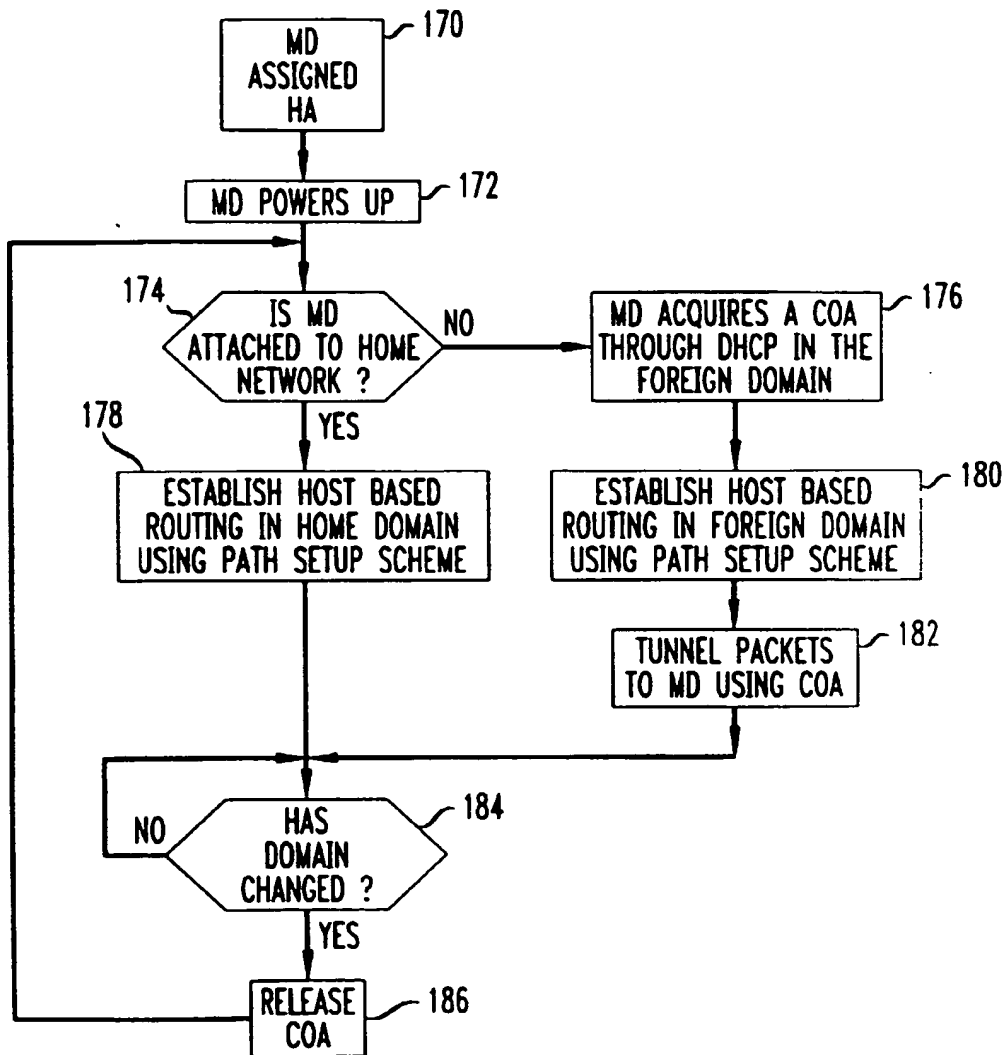 MD
ASSIGNED
HA
170
MD POWERS UP
172
174
IS MD
ATTACHED TO HOME
NETWORK ?
NO
YES
MD ACQUIRES A COA
THROUGH DHCP IN THE
FOREIGN DOMAIN
176
178
ESTABLISH HOST BASED
ROUTING IN HOME DOMAIN
USING PATH SETUP SCHEME
ESTABLISH HOST BASED
ROUTING IN FOREIGN DOMAIN
USING PATH SETUP SCHEME
180
TUNNEL PACKETS
TO MD USING COA
182
HAS
DOMAIN
CHANGED ?
184
NO
YES
RELEASE
COA
186